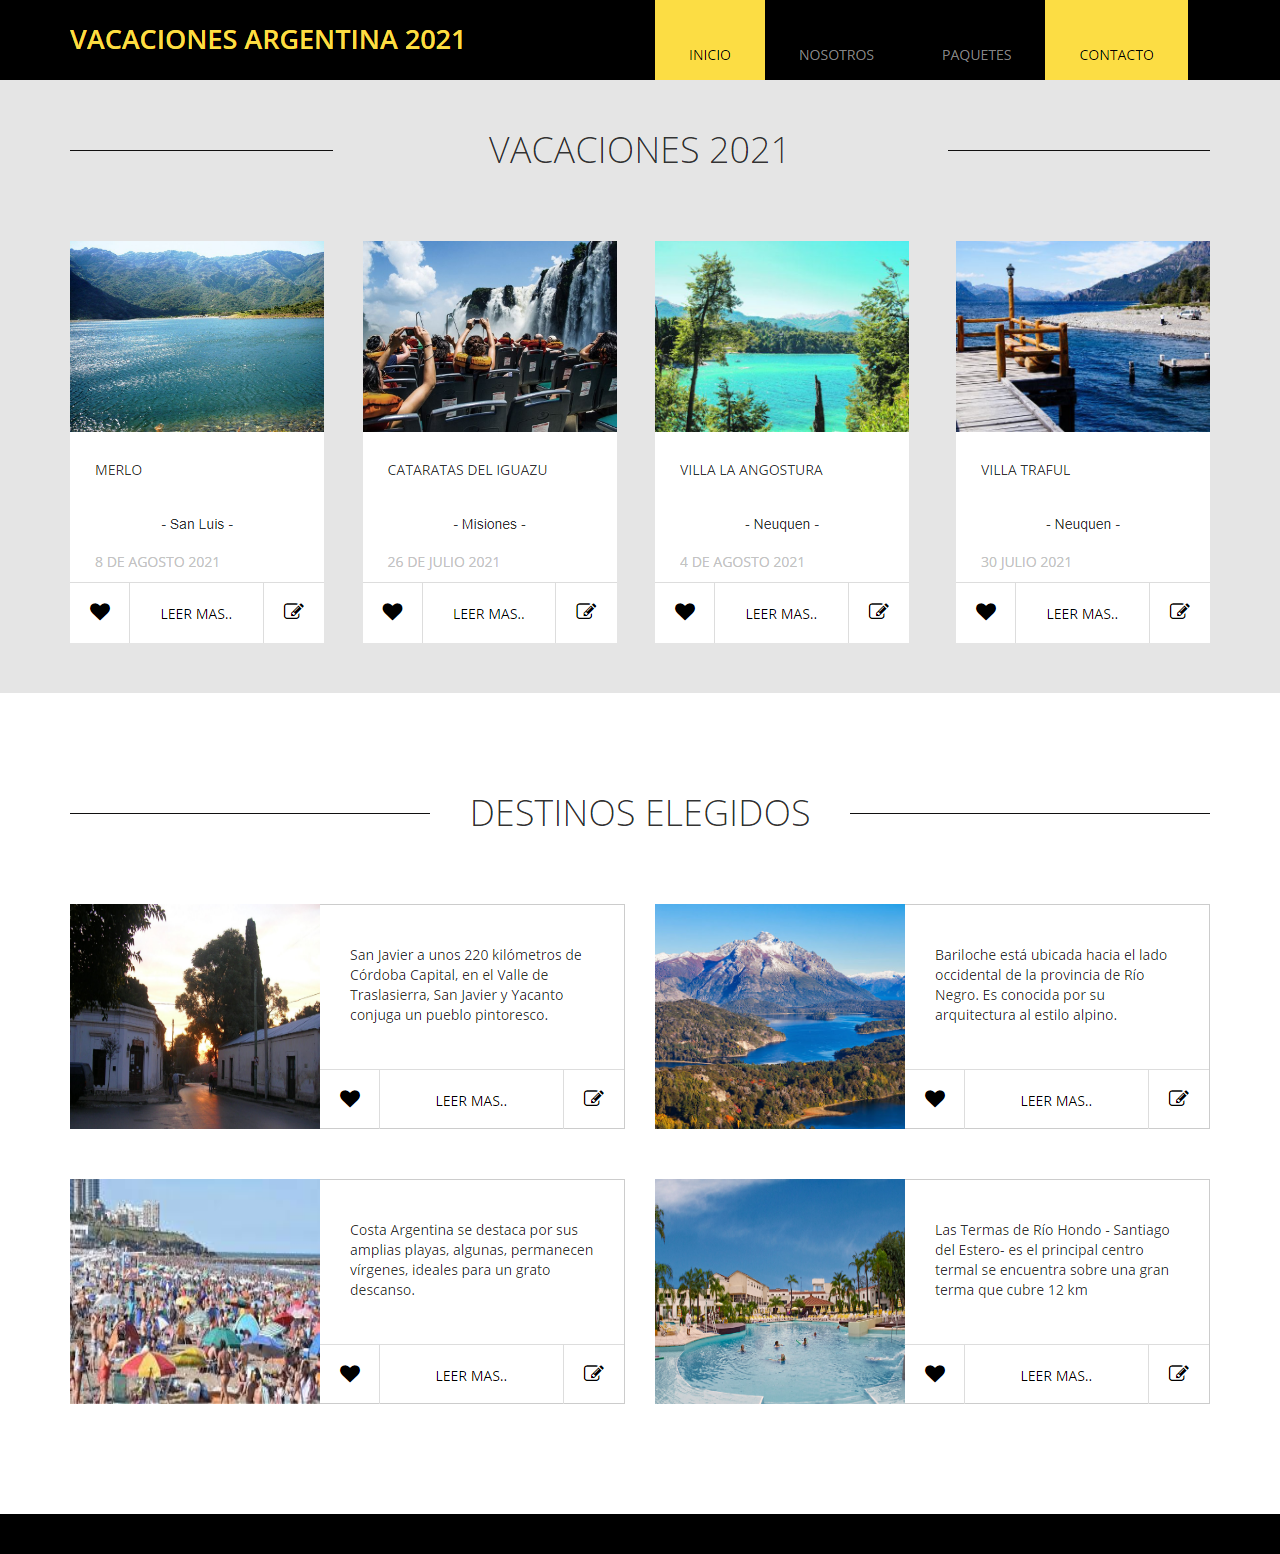 VACACIONES ARGENTINA 2021
INICIO
NOSOTROS
PAQUETES
CONTACTO
VACACIONES 2021
MERLO
- San Luis -
8 DE AGOSTO 2021
LEER MAS..
CATARATAS DEL IGUAZU
- Misiones -
26 DE JULIO 2021
LEER MAS..
VILLA LA ANGOSTURA
- Neuquen -
4 DE AGOSTO 2021
LEER MAS..
VILLA TRAFUL
- Neuquen -
30 JULIO 2021
LEER MAS..
DESTINOS ELEGIDOS
San Javier a unos 220 kilómetros de
Córdoba Capital, en el Valle de
Traslasierra, San Javier y Yacanto
conjuga un pueblo pintoresco.
LEER MAS..
Bariloche está ubicada hacia el lado
occidental de la provincia de Río
Negro. Es conocida por su
arquitectura al estilo alpino.
LEER MAS..
Costa Argentina se destaca por sus
amplias playas, algunas, permanecen
vírgenes, ideales para un grato
descanso.
LEER MAS..
Las Termas de Río Hondo - Santiago
del Estero- es el principal centro
termal se encuentra sobre una gran
terma que cubre 12 km
LEER MAS..